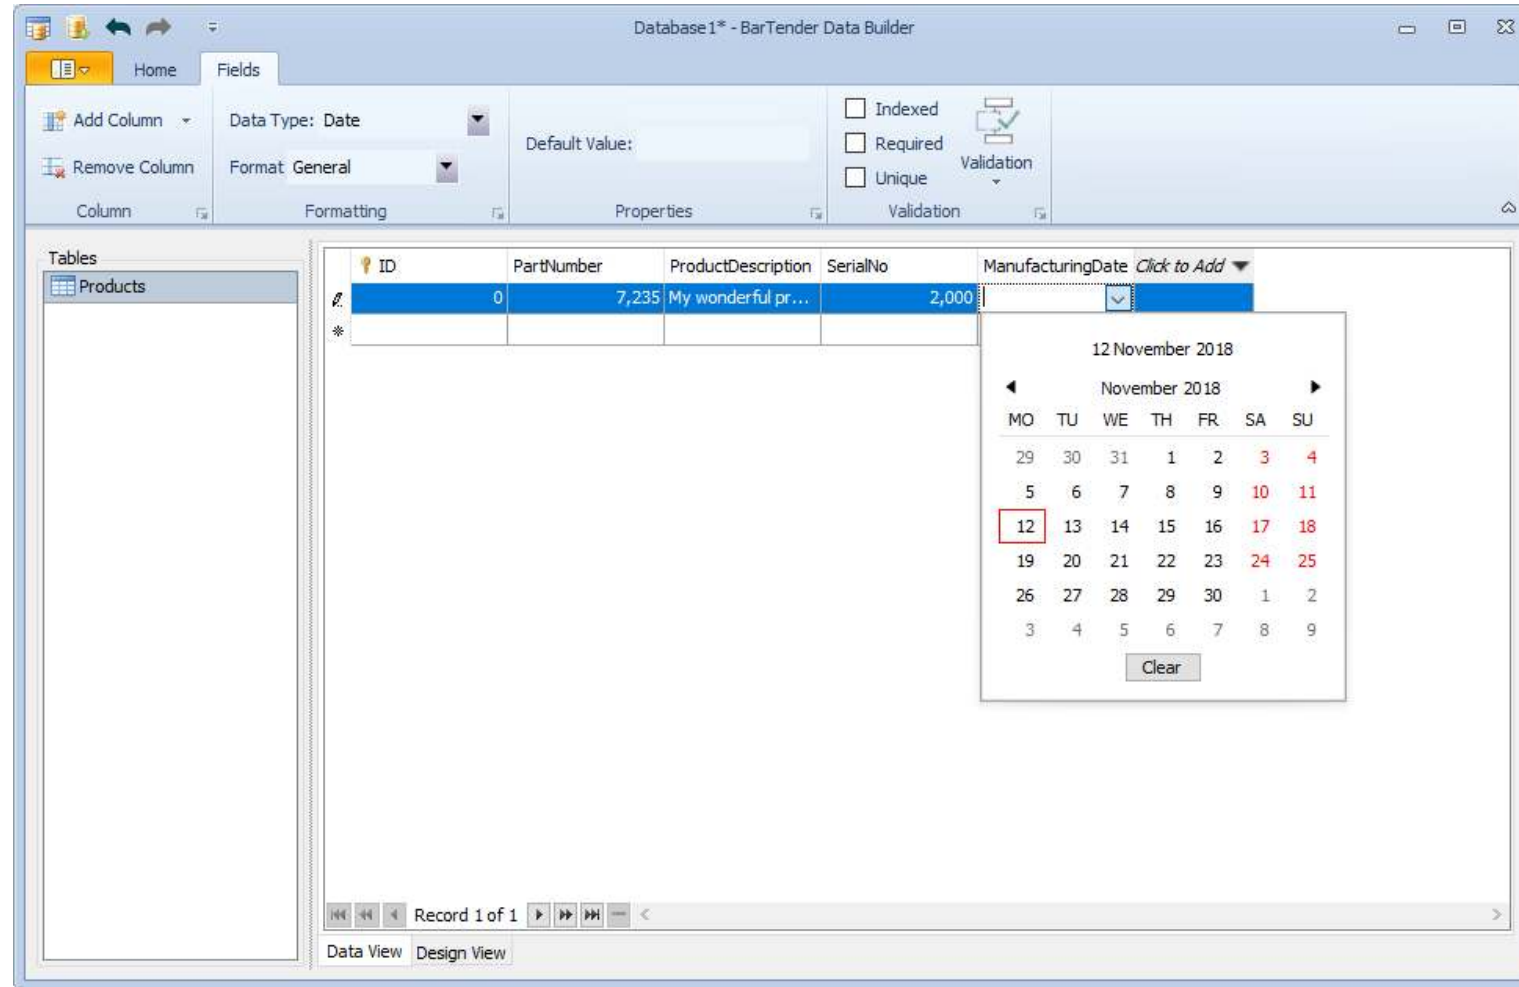 Database1* - BarTender Data Builder
Home Fields
Add Column
Remove Column
Column
Data Type: Date
Format General
Formatting
Default Value:
Properties
Indexed
Required
Unique
Validation
Validation
Tables
Products
ID PartNumber ProductDescription SerialNo ManufacturingDate Click to Add
0 7,235 My wonderful pr... 2,000
12 November 2018
November 2018
MO TU WE TH FR SA SU
29 30 31 1 2 3 4
5 6 7 8 9 10 11
12 13 14 15 16 17 18
19 20 21 22 23 24 25
26 27 28 29 30 1 2
3 4 5 6 7 8 9
Clear
Record 1 of 1
Data View Design View